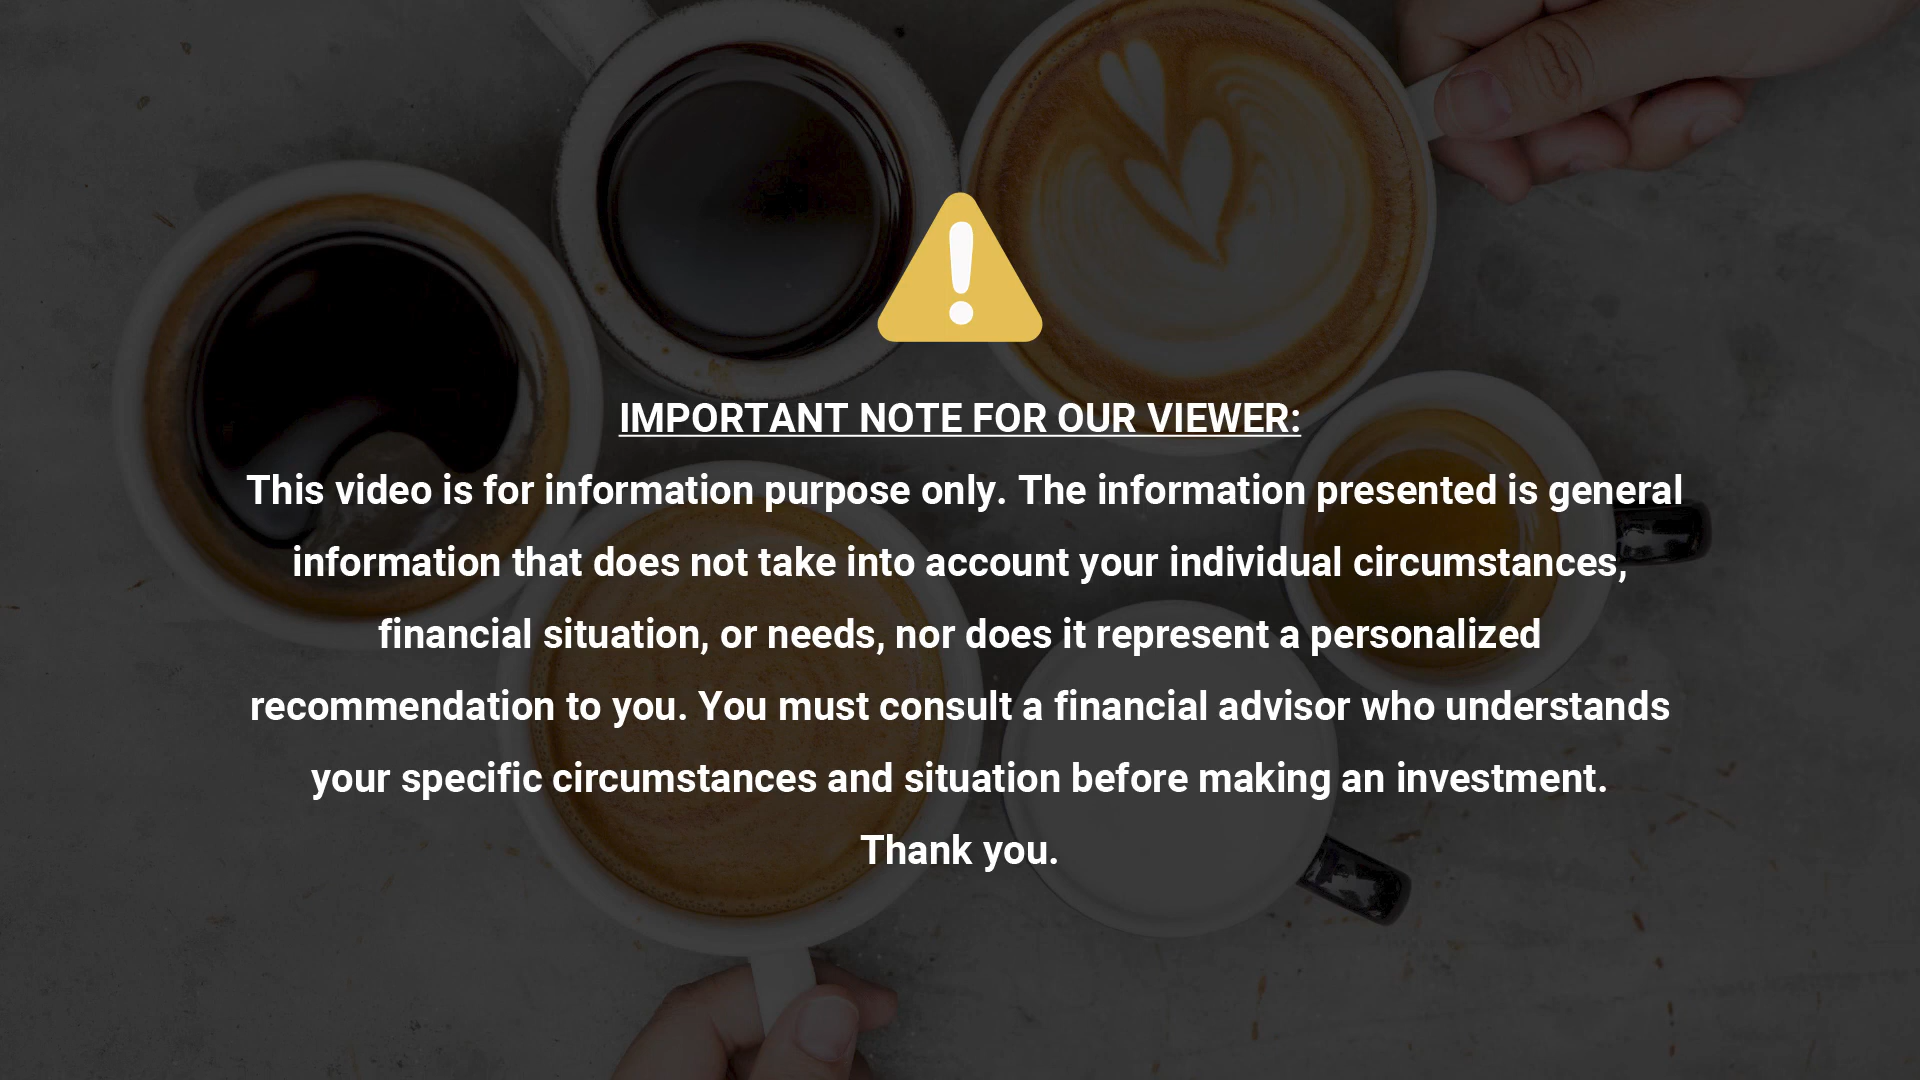 IMPORTANT NOTE FOR OUR VIEWER:
This video is for information purpose only. The information presented is general
information that does not take into account your individual circumstances,
financial situation, or needs, nor does it represent a personalized
recommendation to you. You must consult a financial advisor who understands
your specific circumstances and situation before making an investment.
Thank you.